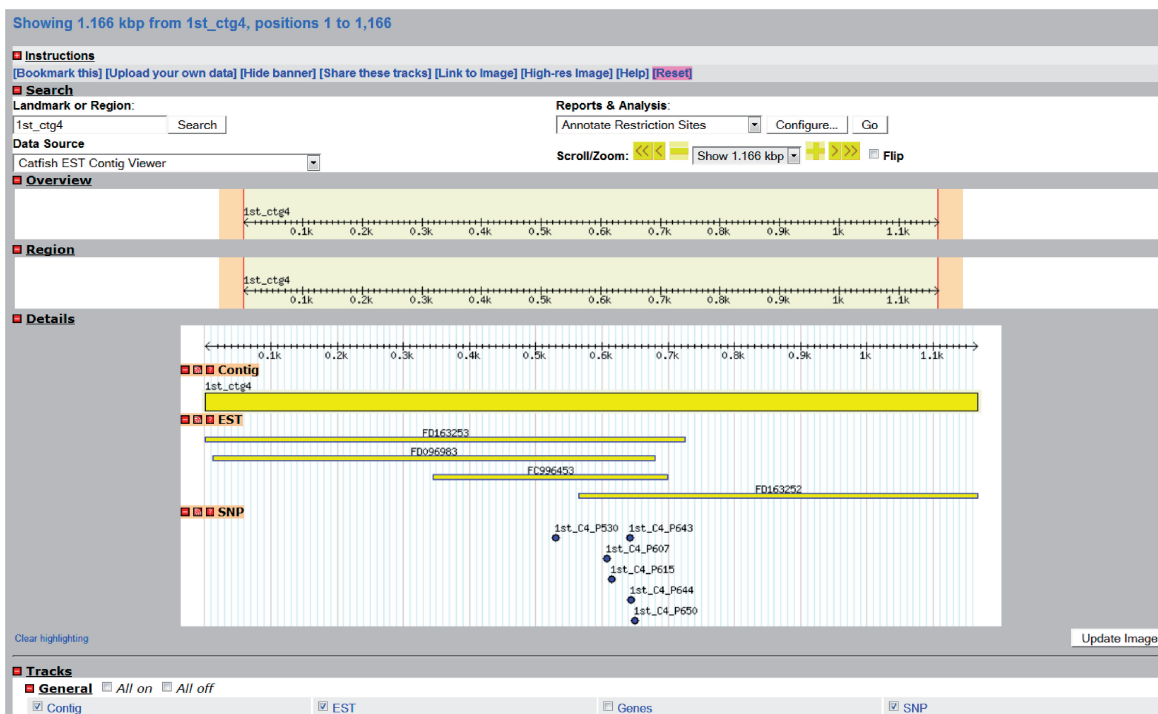 Showing 1.166 kbp from 1st_ctg4, positions 1 to 1,166
Instructions
[Bookmark this] [Upload your own data] [Hide banner] [Share these tracks] [Link to Image] [High-res Image] [Help] [Reset]
Search
Landmark or Region: Reports & Analysis:
1st_ctg4 Search Annotate Restriction Sites Configure... Go
Data Source
Catfish EST Contig Viewer Scroll/Zoom: << < Show 1.166 kbp > >> Flip
Overview
1st_ctg4
0.1k 0.2k 0.3k 0.4k 0.5k 0.6k 0.7k 0.8k 0.9k 1k 1.1k
Region
1st_ctg4
0.1k 0.2k 0.3k 0.4k 0.5k 0.6k 0.7k 0.8k 0.9k 1k 1.1k
Details
0.1k 0.2k 0.3k 0.4k 0.5k 0.6k 0.7k 0.8k 0.9k 1k 1.1k
Contig
1st_ctg4
EST
FD163253
FD096983
FC996453
FD163252
SNP
1st_C4_P530 1st_C4_P643
1st_C4_P607
1st_C4_P615
1st_C4_P644
1st_C4_P650
Clear highlighting Update Image
Tracks
General All on All off
Contig EST Genes SNP